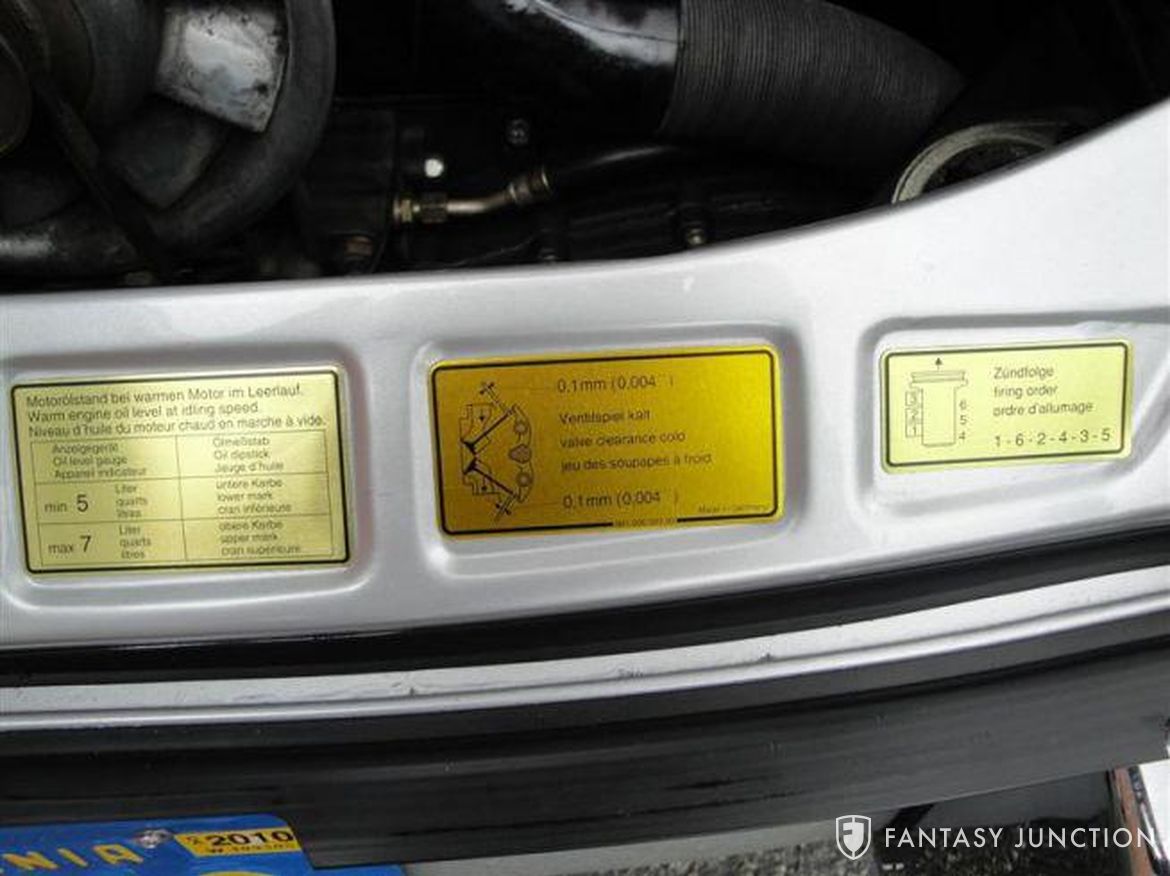 Motorölstand bei warmen Motor im Leerlauf.
Warm engine oil level at idling speed.
Niveau d'huile du moteur chaud en marche à vide.
Anzeigegerät
Oil level gauge
Appareil indicateur
Ölmeßstab
Oil dipstick
Jauge d'huile
min 5
Liter
quarts
litres
untere Kerbe
lower mark
cran inférieure
max 7
Liter
quarts
litres
obere Kerbe
upper mark
cran supérieure
0,1mm (0,004")
Ventilspiel kalt
valve clearance cold
jeu des soupapes à froid
0,1mm (0,004")
Made in Germany
Zündfolge
firing order
ordre d'allumage
1-6-2-4-3-5
3
2
1
6
5
4
NIA
2010
FANTASY JUNCTION